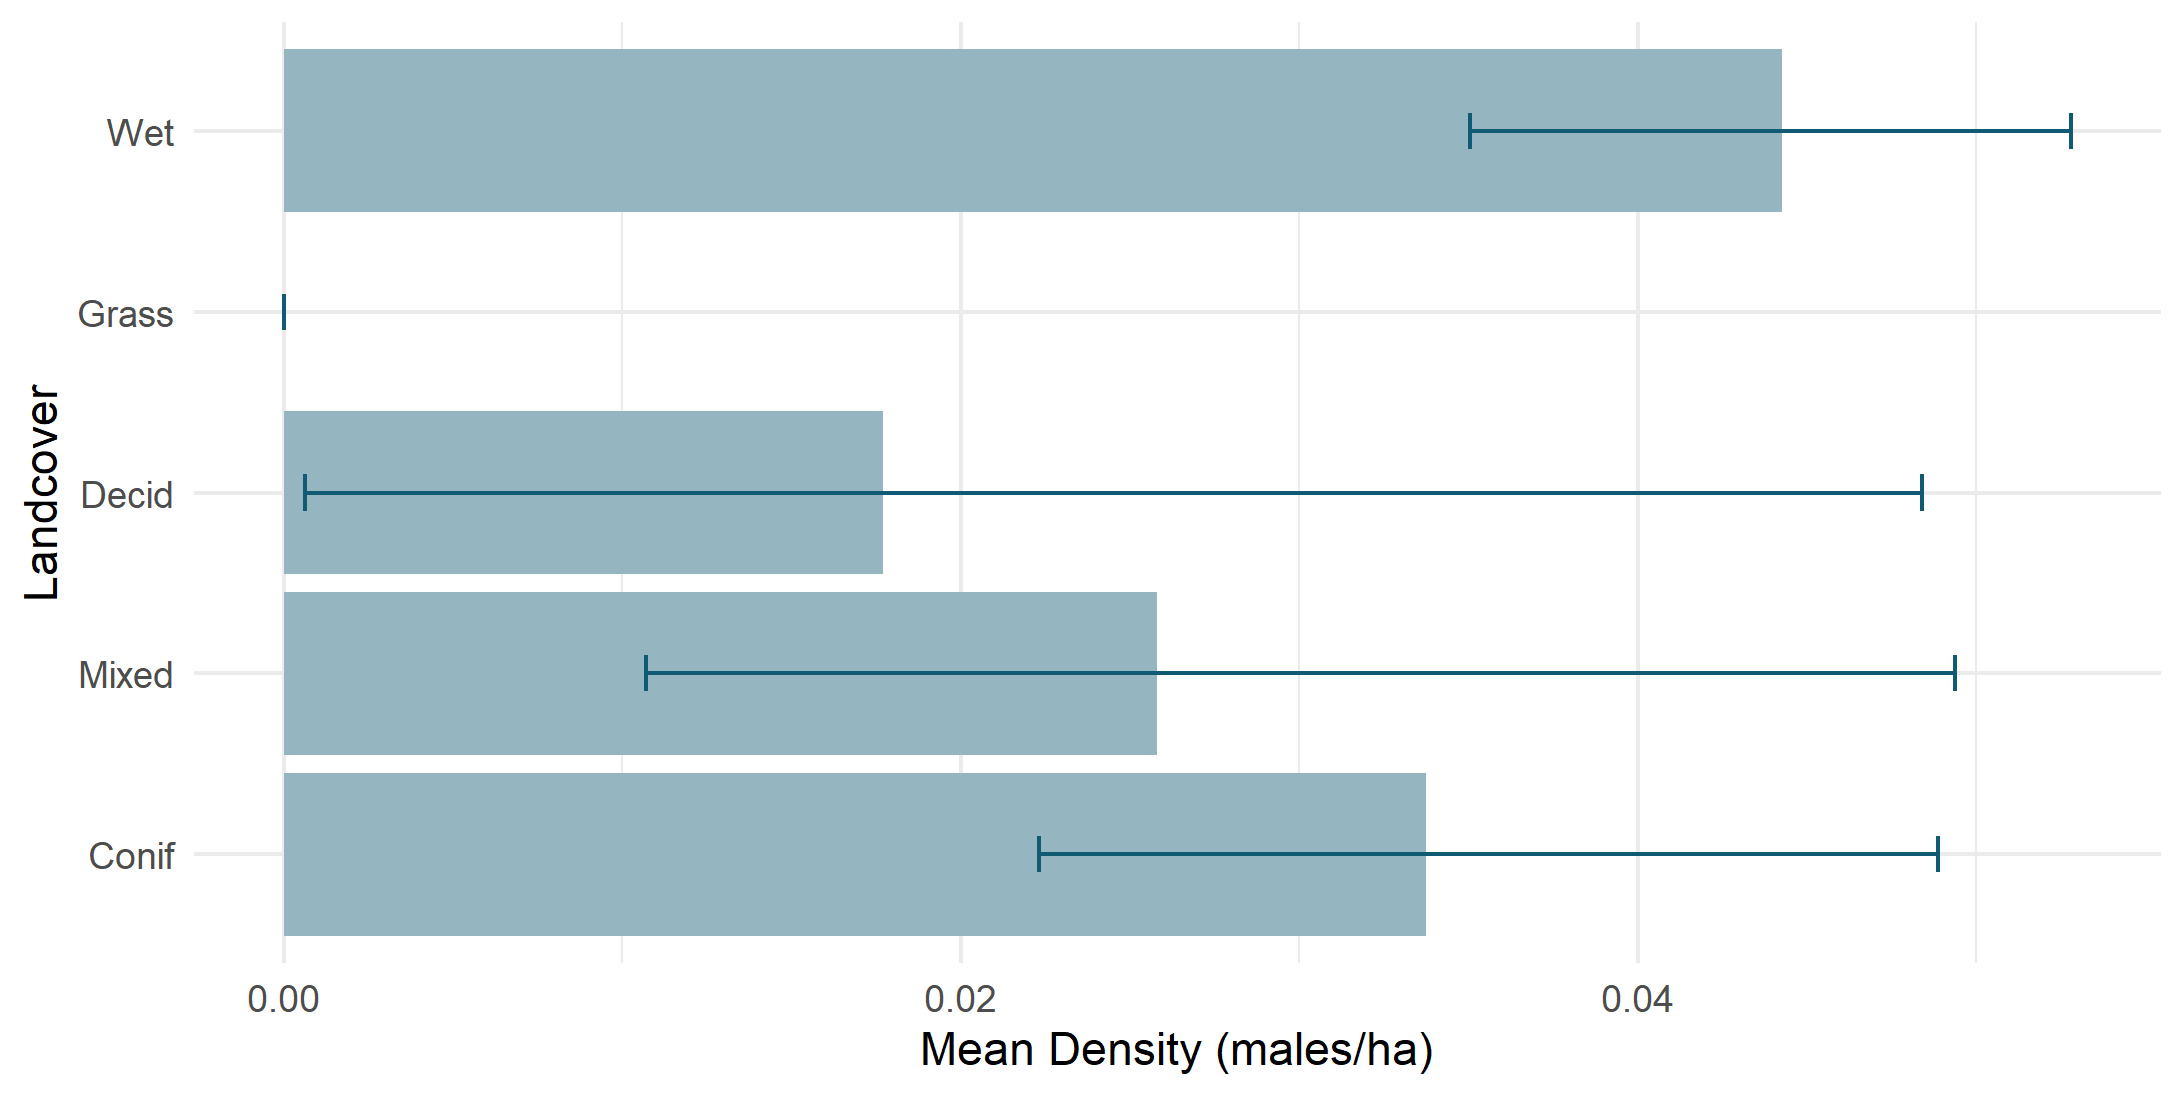 Wet
Grass
Decid
Mixed
Conif
Landcover
0.00 0.02 0.04
Mean Density (males/ha)